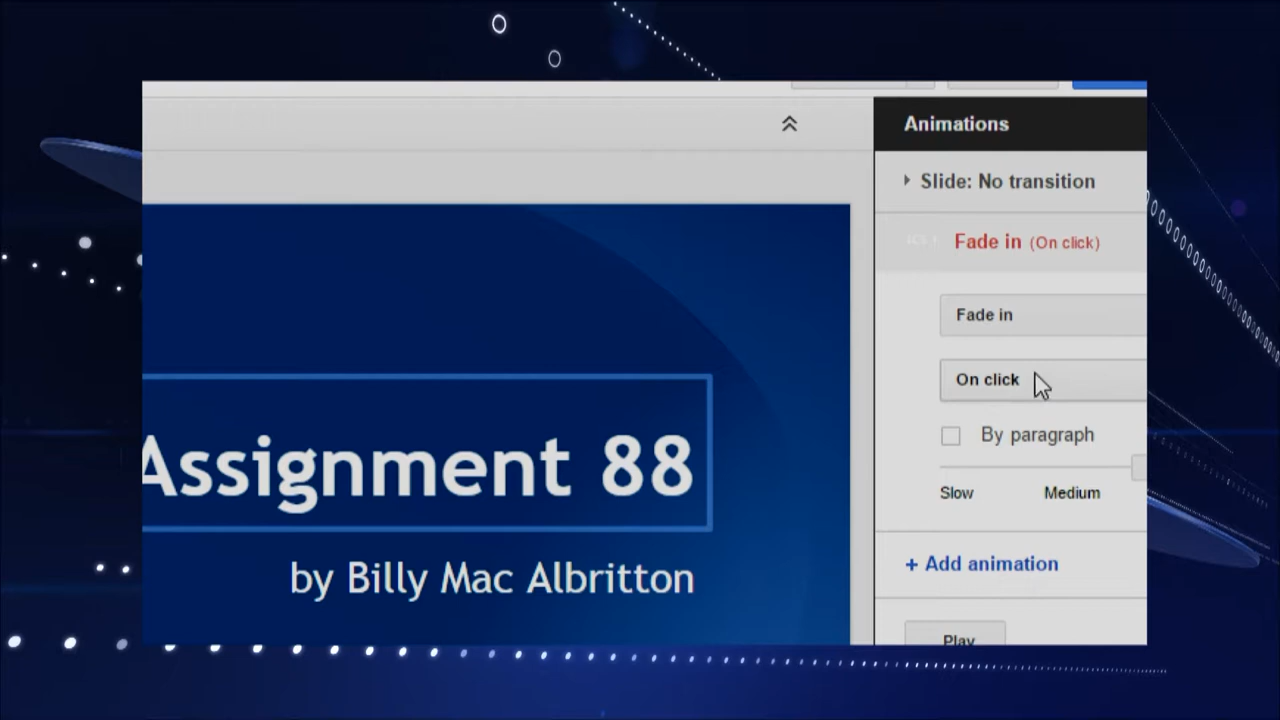 Animations
Slide: No transition
Fade in (On click)
Fade in
On click
By paragraph
Slow Medium
Assignment 88
by Billy Mac Albritton
+ Add animation
Play